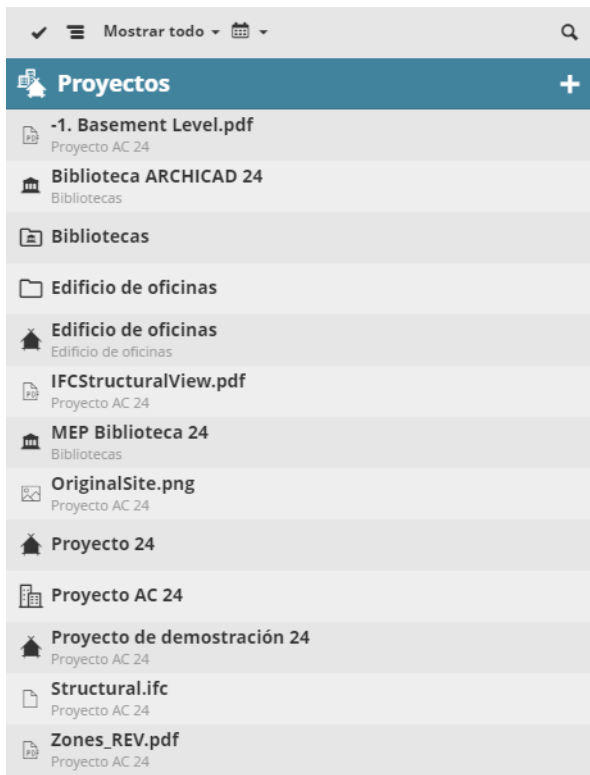 Mostrar todo
Proyectos
-1. Basement Level.pdf
Proyecto AC 24
Biblioteca ARCHICAD 24
Bibliotecas
Bibliotecas
Edificio de oficinas
Edificio de oficinas
Edificio de oficinas
IFCStructuralView.pdf
Proyecto AC 24
MEP Biblioteca 24
Bibliotecas
OriginalSite.png
Proyecto AC 24
Proyecto 24
Proyecto AC 24
Proyecto de demostración 24
Proyecto AC 24
Structural.ifc
Proyecto AC 24
Zones_REV.pdf
Proyecto AC 24